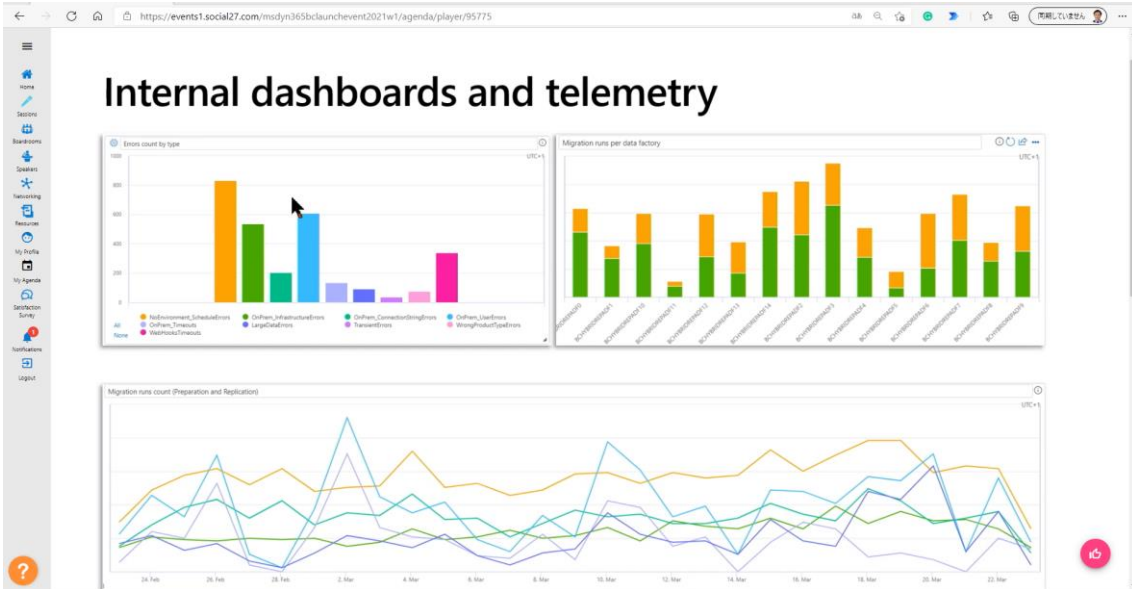 https://events1.social27.com/msdyn365bclaunchevent2021w1/agenda/player/95775
同期していません
Home
Sessions
Boardrooms
Speakers
Networking
Resources
My Profile
My Agenda
Satisfaction
Survey
1
Notifications
Logout
Internal dashboards and telemetry
Errors count by type
UTC+1
1000
800
600
400
200
0
All
None
NoEnvironment_ScheduleErrors
OnPrem_InfrastructureErrors
OnPrem_ConnectionStringErrors
OnPrem_UserErrors
OnPrem_Timeouts
LargeDataErrors
TransientErrors
WrongProductTypeErrors
WebHooksTimeouts
Migration runs per data factory
UTC+1
Migration runs count (Preparation and Replication)
UTC+1
24. Feb
26. Feb
28. Feb
2. Mar
4. Mar
6. Mar
8. Mar
10. Mar
12. Mar
14. Mar
16. Mar
18. Mar
20. Mar
22. Mar
?